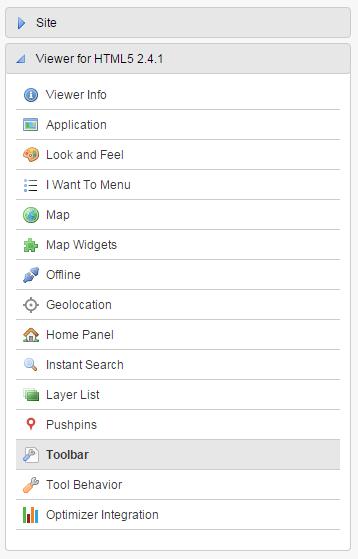 Site
Viewer for HTML5 2.4.1
Viewer Info
Application
Look and Feel
I Want To Menu
Map
Map Widgets
Offline
Geolocation
Home Panel
Instant Search
Layer List
Pushpins
Toolbar
Tool Behavior
Optimizer Integration